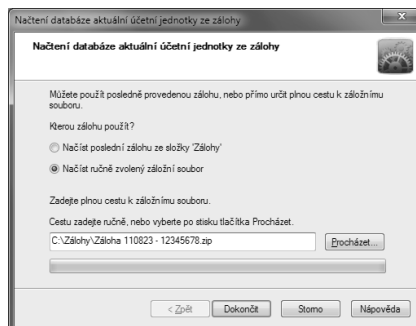 Načtení databáze aktuální účetní jednotky ze zálohy
x
Načtení databáze aktuální účetní jednotky ze zálohy
Můžete použít posledně provedenou zálohu, nebo přímo určit plnou cestu k záložnímu
souboru.
Kterou zálohu použít?
Načíst poslední zálohu ze složky 'Zálohy'
Načíst ručně zvolený záložní soubor
Zadejte plnou cestu k záložnímu souboru.
Cestu zadejte ručně, nebo vyberte po stisku tlačítka Procházet.
C:\Zálohy\Záloha 110823 - 12345678.zip
Procházet...
< Zpět
Dokončit
Storno
Nápověda